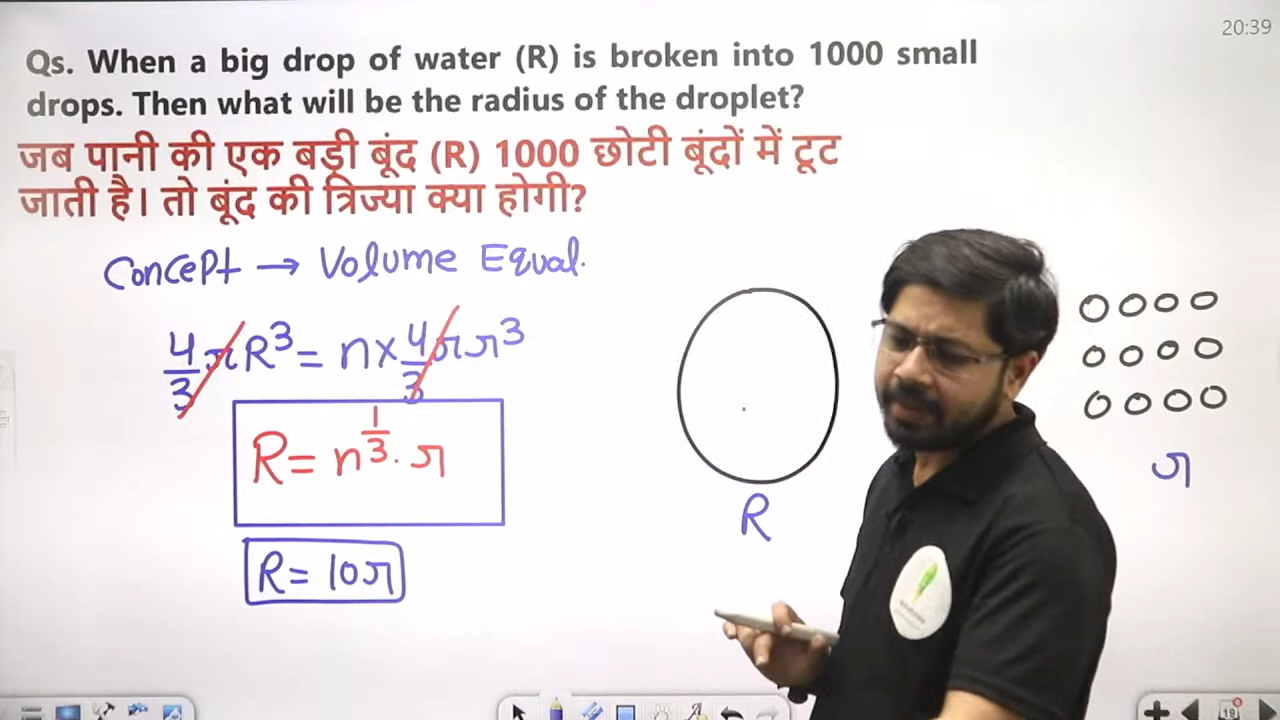 20:39
Qs. When a big drop of water (R) is broken into 1000 small
drops. Then what will be the radius of the droplet?
जब पानी की एक बड़ी बूंद (R) 1000 छोटी बूंदों में टूट
जाती है। तो बूंद की त्रिज्या क्या होगी?
Concept → Volume Equal.
4/3 πR³ = n × 4/3 πr³
R = n^(1/3) · r
R = 10r
R
r
19